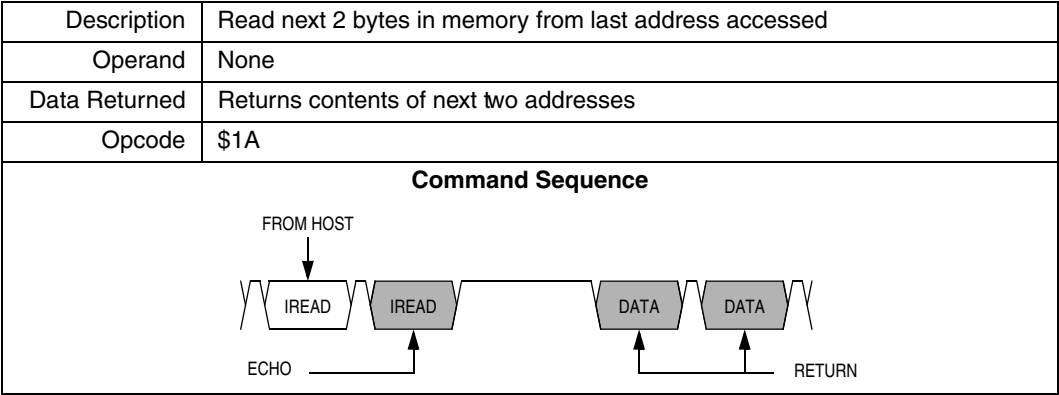 Description Read next 2 bytes in memory from last address accessed
Operand None
Data Returned Returns contents of next two addresses
Opcode $1A
Command Sequence
FROM HOST
IREAD IREAD DATA DATA
ECHO RETURN